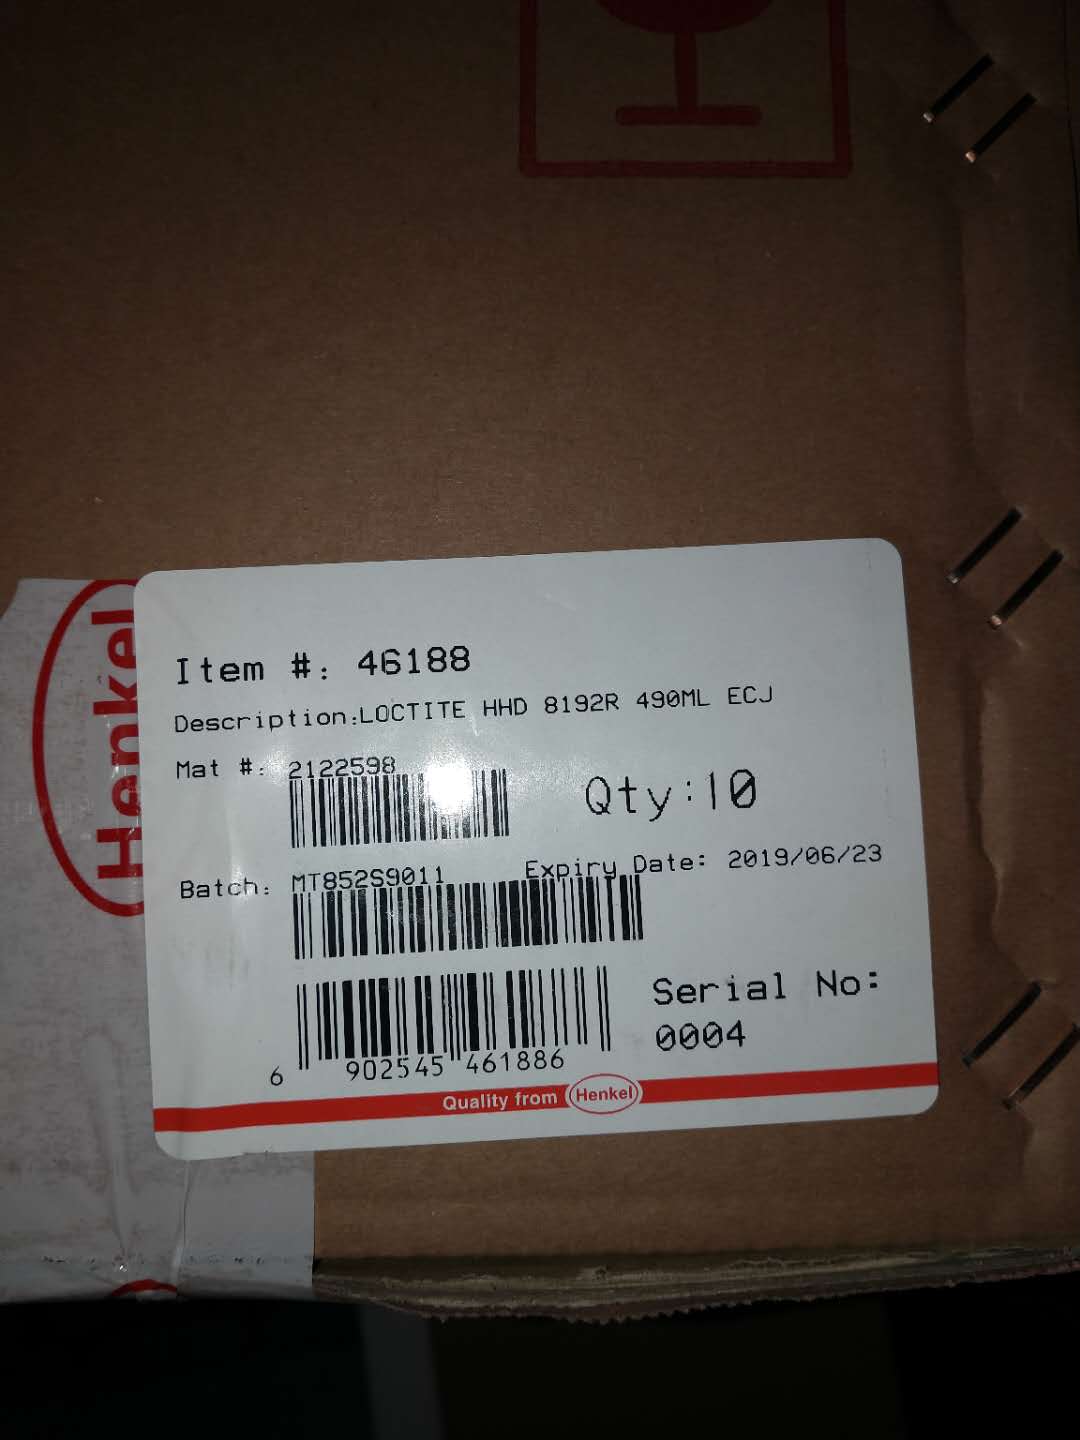 Henkel
Item #: 46188
Description:LOCTITE HHD 8192R 490ML ECJ
Mat #: 2122598
Qty:10
Batch: MT852S9011
Expiry Date: 2019/06/23
6 902545 461886
Serial No:
0004
Quality from Henkel